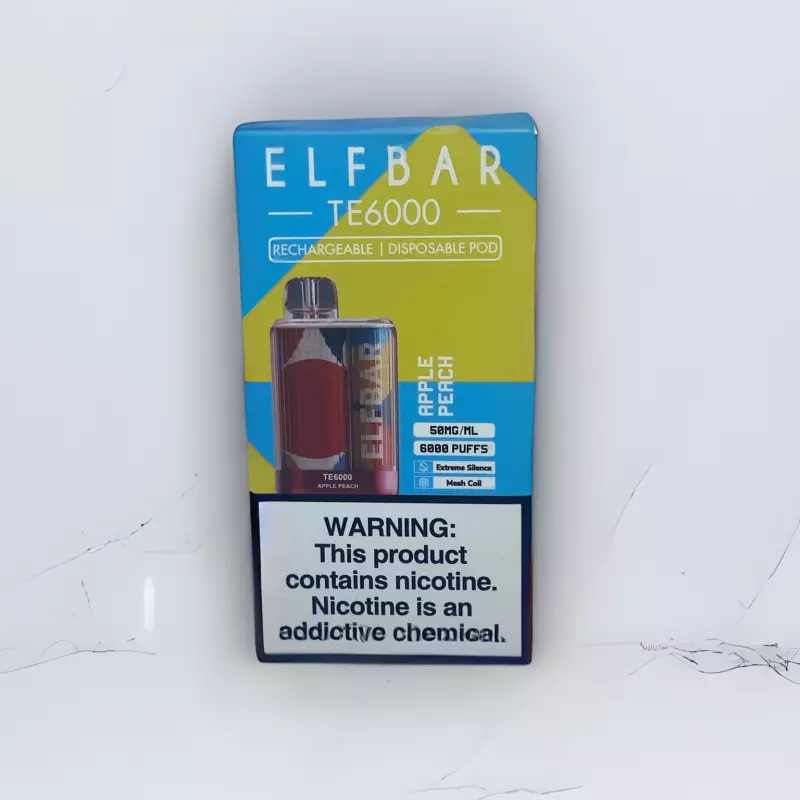 ELFBAR
TE6000
RECHARGEABLE | DISPOSABLE POD
ELFBAR
TE6000
APPLE PEACH
APPLE
PEACH
50MG/ML
6000 PUFFS
Extreme Silence
Mesh Coil
WARNING:
This product
contains nicotine.
Nicotine is an
addictive chemical.